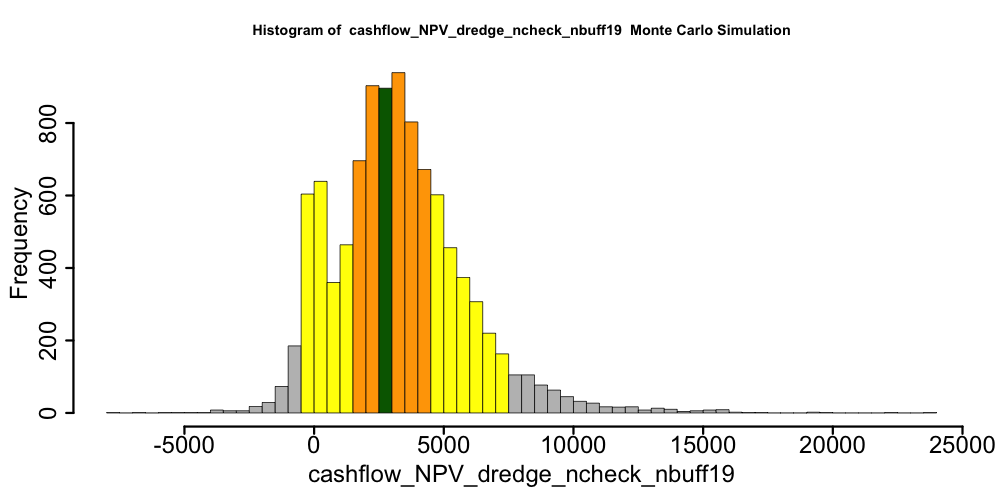 Histogram of cashflow_NPV_dredge_ncheck_nbuff19 Monte Carlo Simulation
Frequency
800
600
400
200
0
-5000 0 5000 10000 15000 20000 25000
cashflow_NPV_dredge_ncheck_nbuff19